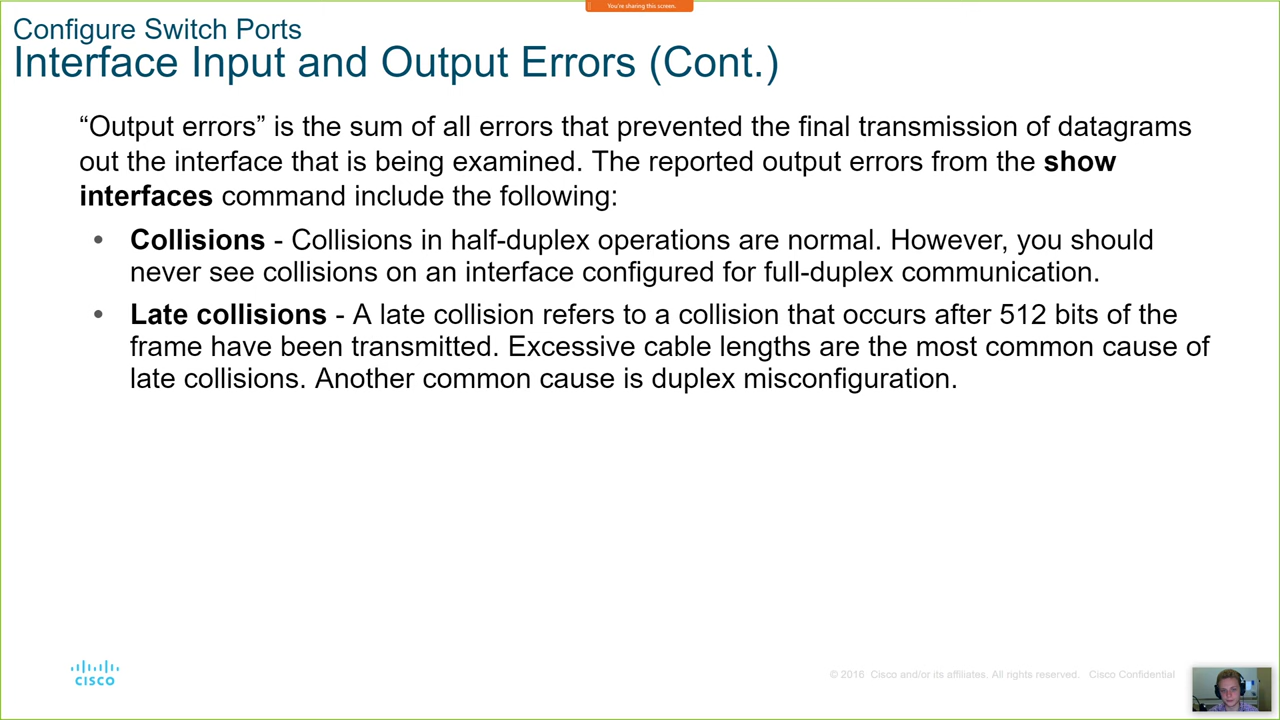 You're sharing this screen.
Configure Switch Ports
Interface Input and Output Errors (Cont.)
“Output errors” is the sum of all errors that prevented the final transmission of datagrams
out the interface that is being examined. The reported output errors from the show
interfaces command include the following:
• Collisions - Collisions in half-duplex operations are normal. However, you should
never see collisions on an interface configured for full-duplex communication.
• Late collisions - A late collision refers to a collision that occurs after 512 bits of the
frame have been transmitted. Excessive cable lengths are the most common cause of
late collisions. Another common cause is duplex misconfiguration.
CISCO
© 2016 Cisco and/or its affiliates. All rights reserved. Cisco Confidential